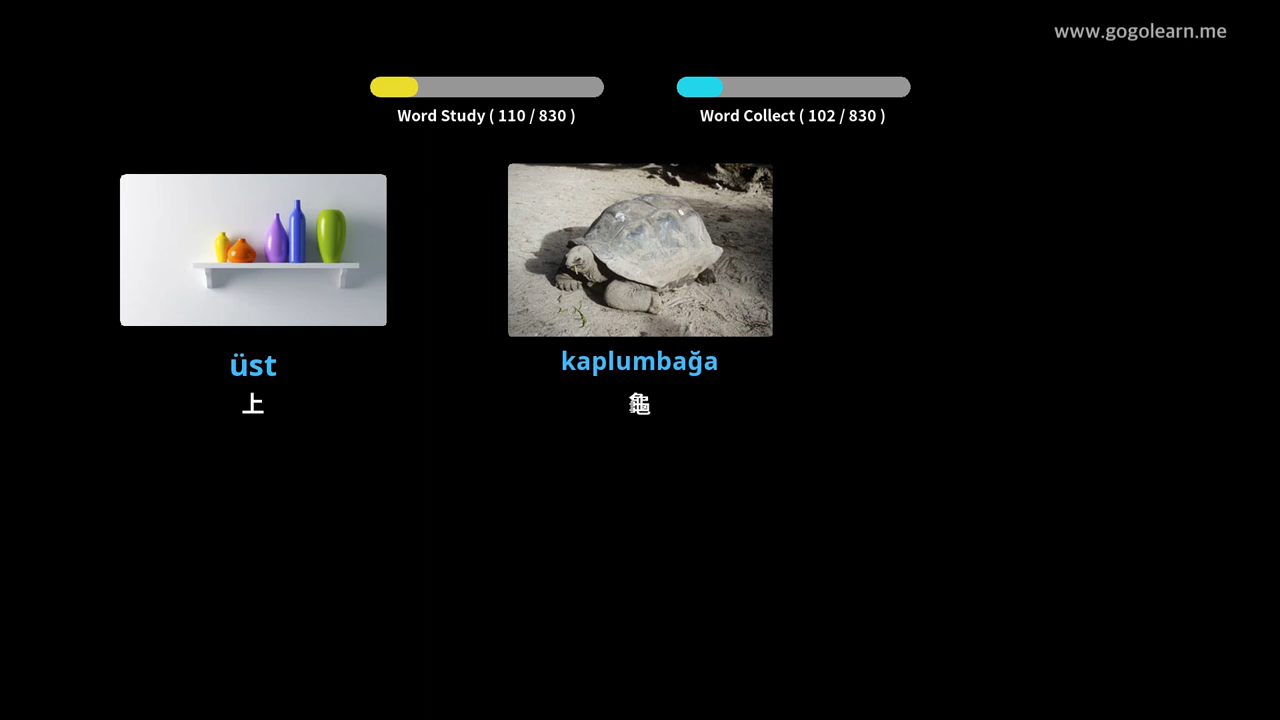 www.gogolearn.me
Word Study ( 110 / 830 )
Word Collect ( 102 / 830 )
üst
上
kaplumbağa
龜